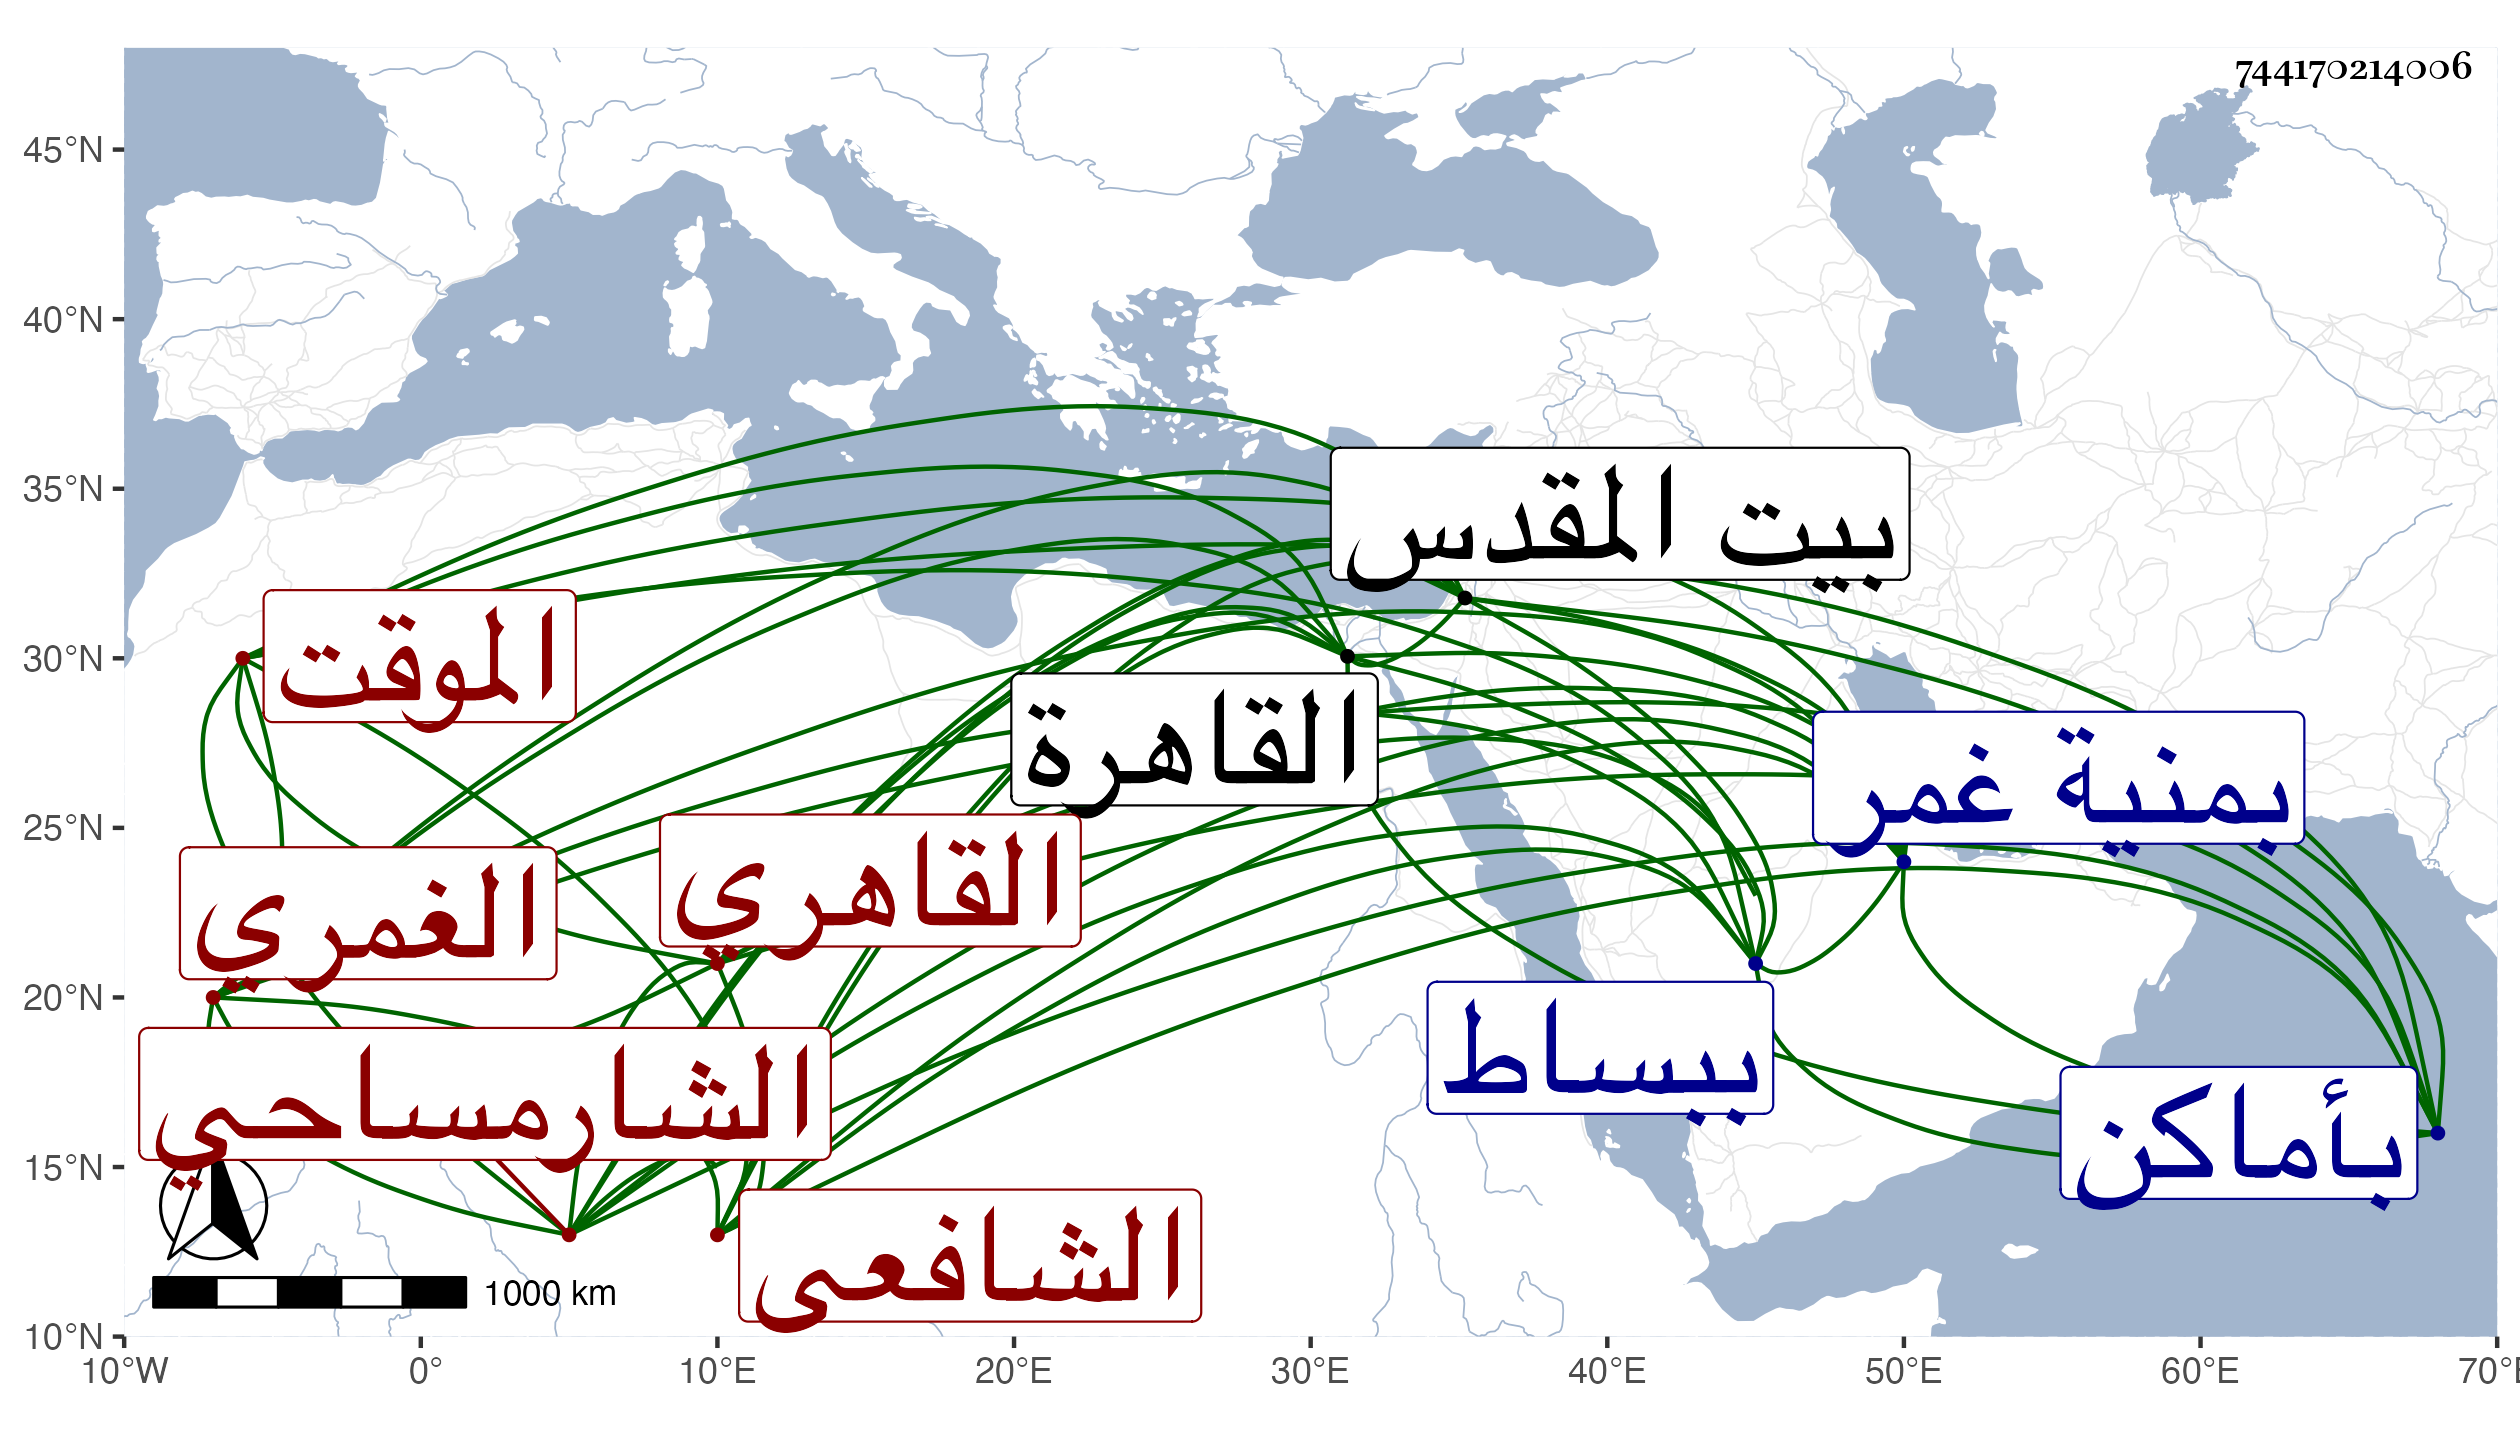 744170214006
45°N
40°N
35°N
30°N
25°N
20°N
15°N
10°N
بيت المقدس
الموقت
القاهرة
بمنية غمر
القاهري
الغمري
بساط
الشارمساحي
بأماكن
الشافعى
1000 km
10°W 0° 10°E 20°E 30°E 40°E 50°E 60°E 70°E